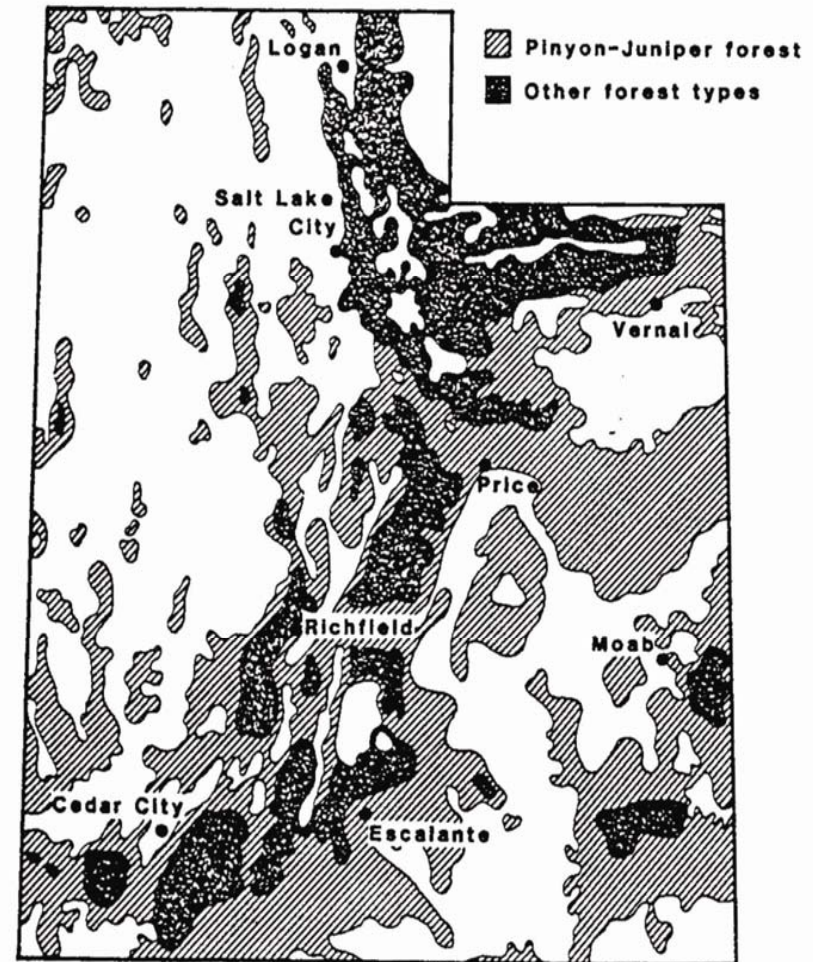 Logan
Pinyon-Juniper forest
Other forest types
Salt Lake
City
Vernal
Price
Richfield
Moab
Cedar City
Escalante